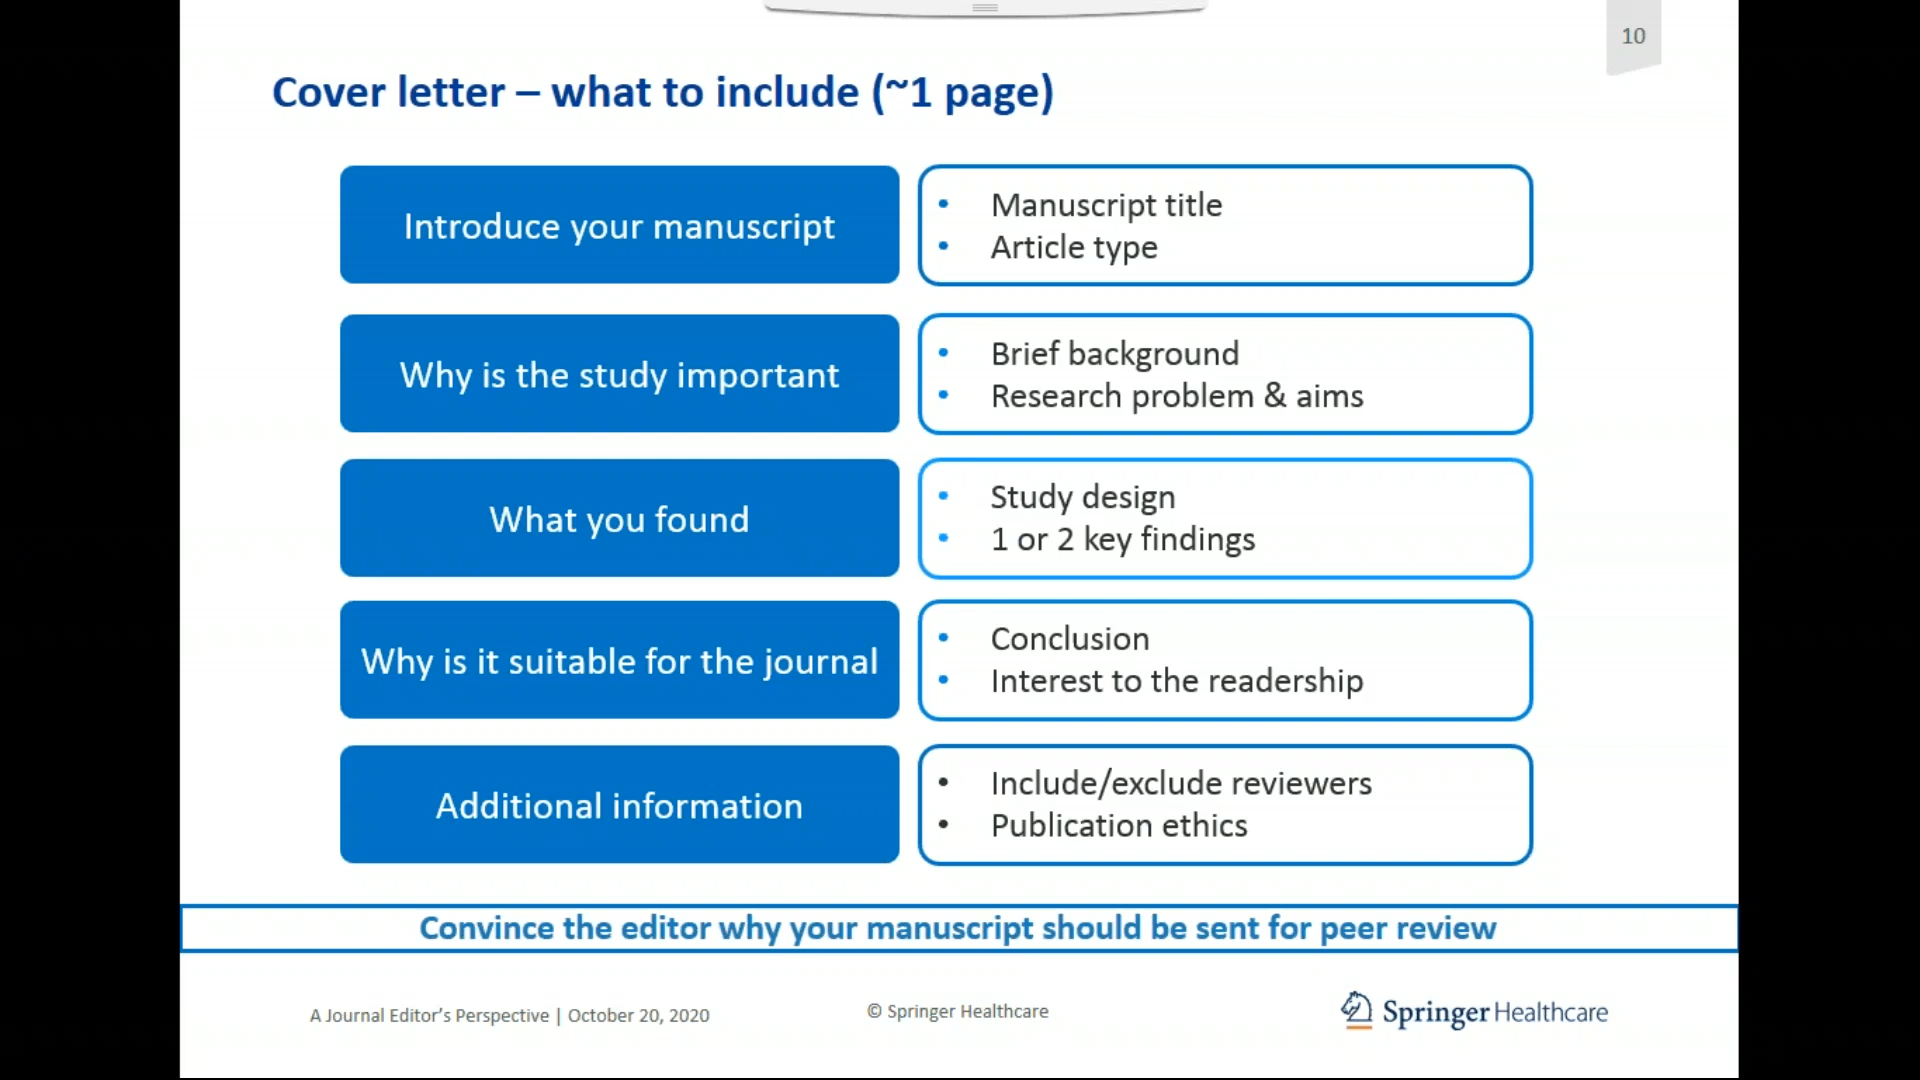 10
Cover letter – what to include (~1 page)
Introduce your manuscript
• Manuscript title
• Article type
Why is the study important
• Brief background
• Research problem & aims
What you found
• Study design
• 1 or 2 key findings
Why is it suitable for the journal
• Conclusion
• Interest to the readership
Additional information
• Include/exclude reviewers
• Publication ethics
Convince the editor why your manuscript should be sent for peer review
A Journal Editor’s Perspective | October 20, 2020
© Springer Healthcare
Springer Healthcare